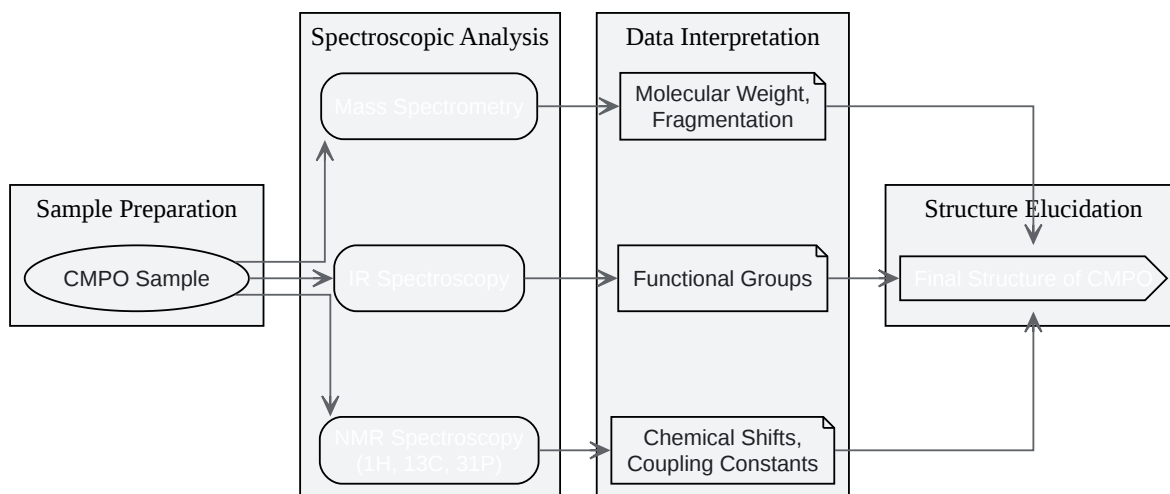 Spectroscopic Analysis
Data Interpretation
Mass Spectrometry
Molecular Weight,
Fragmentation
Sample Preparation
Structure Elucidation
CMPO Sample
IR Spectroscopy
Functional Groups
Final Structure of CMPO
NMR Spectroscopy
(1H, 13C, 31P)
Chemical Shifts,
Coupling Constants